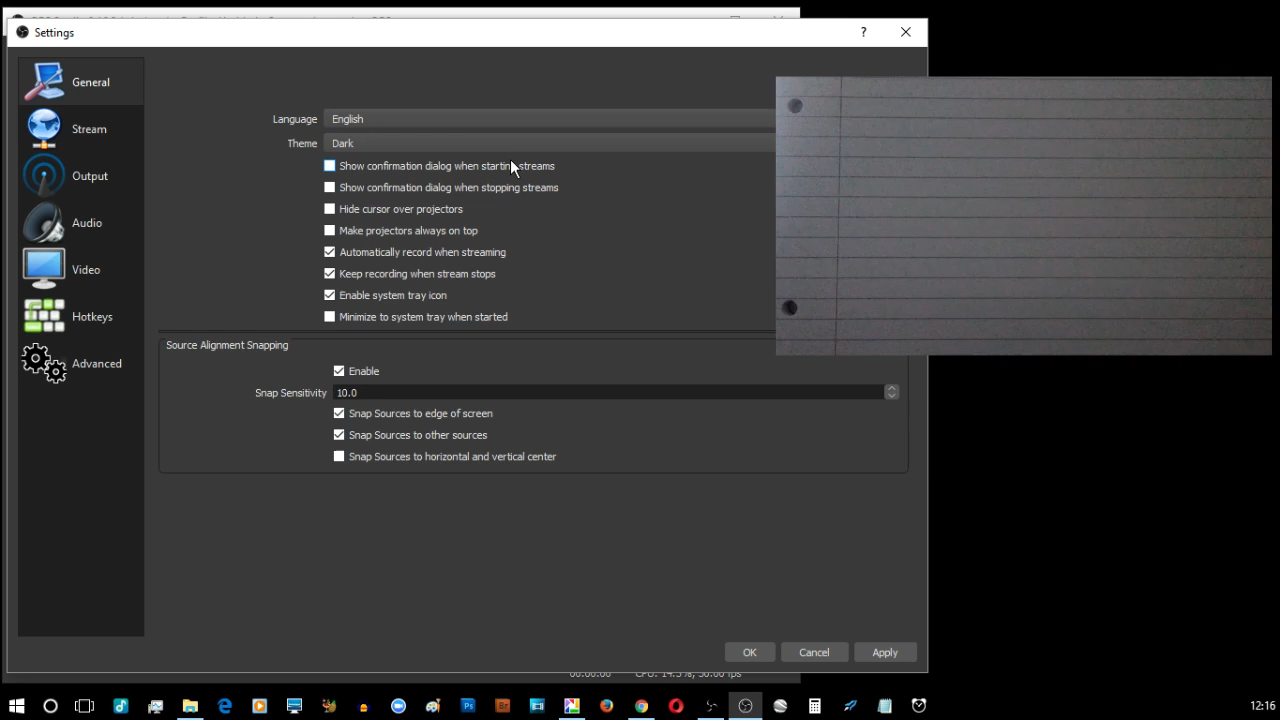 Settings
?
General
Stream
Output
Audio
Video
Hotkeys
Advanced
Language English
Theme Dark
Show confirmation dialog when starting streams
Show confirmation dialog when stopping streams
Hide cursor over projectors
Make projectors always on top
Automatically record when streaming
Keep recording when stream stops
Enable system tray icon
Minimize to system tray when started
Source Alignment Snapping
Enable
Snap Sensitivity 10.0
Snap Sources to edge of screen
Snap Sources to other sources
Snap Sources to horizontal and vertical center
OK Cancel Apply
Ps Br
12:16